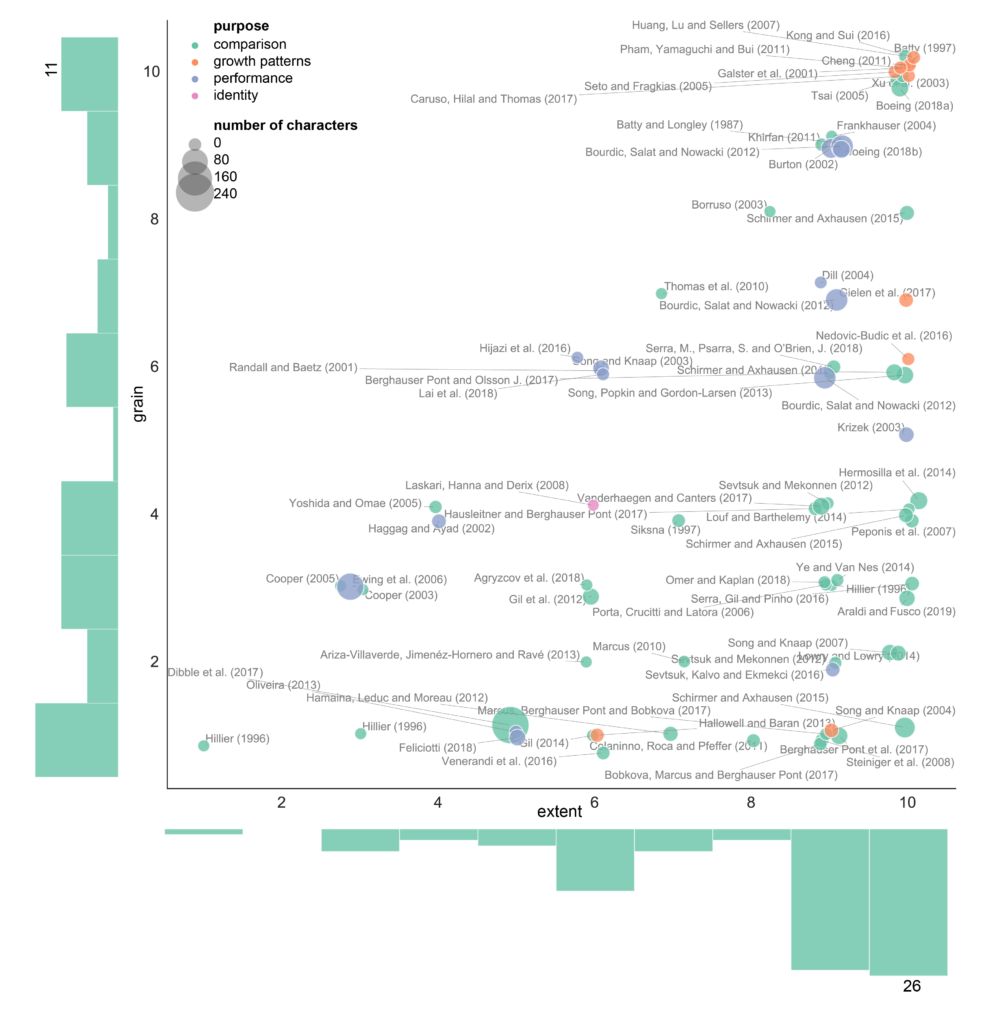 purpose
comparison
growth patterns
performance
identity
number of characters
0
80
160
240
11
Huang, Lu and Sellers (2007)
Kong and Sui (2016)
Batty (1997)
Pham, Yamaguchi and Bui (2011)
Cheng (2011)
Galster et al. (2001)
Seto and Fragkias (2005)
Xu (2003)
Tsai (2005)
Caruso, Hilal and Thomas (2017)
Boeing (2018a)
Batty and Longley (1987)
Frankhauser (2004)
Khirfan (2011)
Bourdic, Salat and Nowacki (2012)
oeing (2018b)
Burton (2002)
Borruso (2003)
Schirmer and Axhausen (2015)
Dill (2004)
Thomas et al. (2010)
Gielen et al. (2017)
Bourdic, Salat and Nowacki (2012)
Nedovic-Budic et al. (2016)
Hijazi et al. (2016)
Serra, M., Psarra, S. and O'Brien, J. (2018)
Song and Knaap (2003)
Randall and Baetz (2001)
Schirmer and Axhausen (201
Berghauser Pont and Olsson J. (2017)
Lai et al. (2018)
Song, Popkin and Gordon-Larsen (2013)
Bourdic, Salat and Nowacki (2012)
Krizek (2003)
Hermosilla et al. (2014)
Laskari, Hanna and Derix (2008)
Sevtsuk and Mekonnen (2012)
Yoshida and Omae (2005)
Vanderhaegen and Canters (2017)
Hausleitner and Berghauser Pont (2017)
Louf and Barthelemy (2014)
Haggag and Ayad (2002)
Siksna (1997)
Peponis et al. (2007)
Schirmer and Axhausen (2015)
Ye and Van Nes (2014)
Cooper (2005)
Ewing et al. (2006)
Agryzcov et al. (2018)
Omer and Kaplan (2018)
Hillier (1996
Cooper (2003)
Gil et al. (2012)
Serra, Gil and Pinho (2016)
Porta, Crucitti and Latora (2006)
Araldi and Fusco (2019)
Song and Knaap (2007)
Marcus (2010)
Ariza-Villaverde, Jimenéz-Hornero and Ravé (2013)
Sevtsuk and Mekonnen (2012)
Lowry and Lowry (2014)
Dibble et al. (2017)
Sevtsuk, Kalvo and Ekmekci (2016)
Oliveira (2013)
Hamaina, Leduc and Moreau (2012)
Schirmer and Axhausen (2015)
Marcus, Berghauser Pont and Bobkova (2017)
Song and Knaap (2004)
Hallowell and Baran (2013)
Hillier (1996)
Hillier (1996)
Feliciotti (2018)
Gil (2014)
Colaninno, Roca and Pfeffer (2011)
Berghauser Pont et al. (2017)
Venerandi et al. (2016)
Steiniger et al. (2008)
Bobkova, Marcus and Berghauser Pont (2017)
10
8
6
4
2
grain
2
4
6
8
10
extent
26